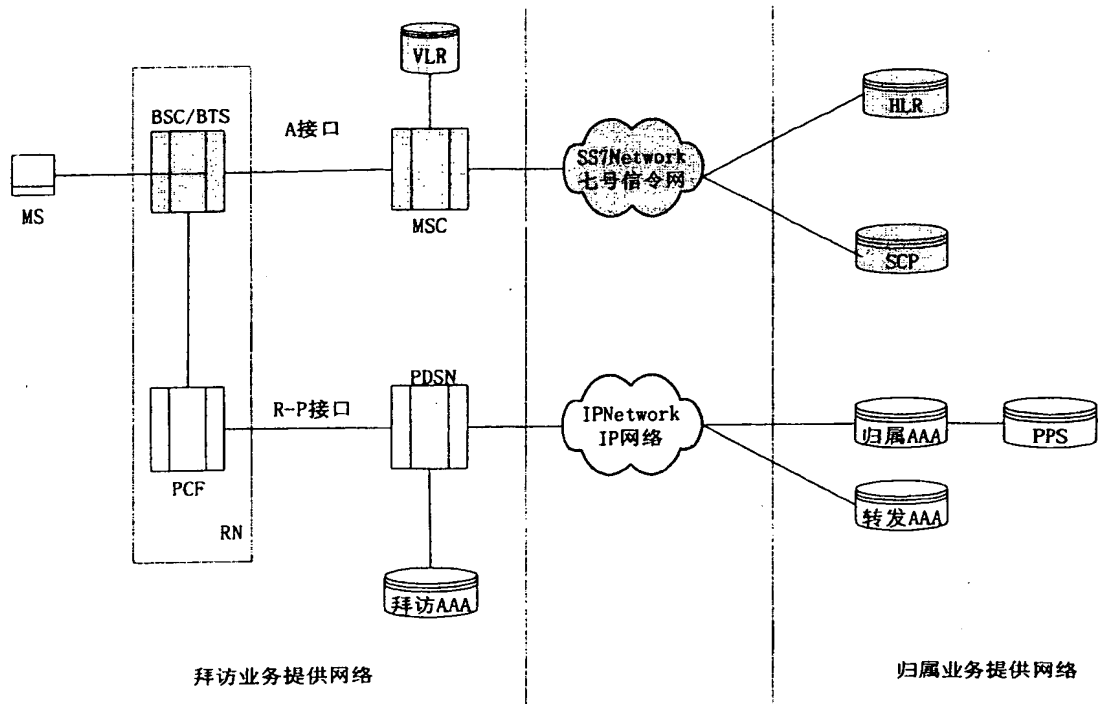 VLR
BSC/BTS
A接口
HLR
SS7Network
七号信令网
MS
MSC
SCP
PDSN
R-P接口
IPNetwork
IP网络
归属AAA
PPS
PCF
转发AAA
RN
拜访AAA
拜访业务提供网络
归属业务提供网络